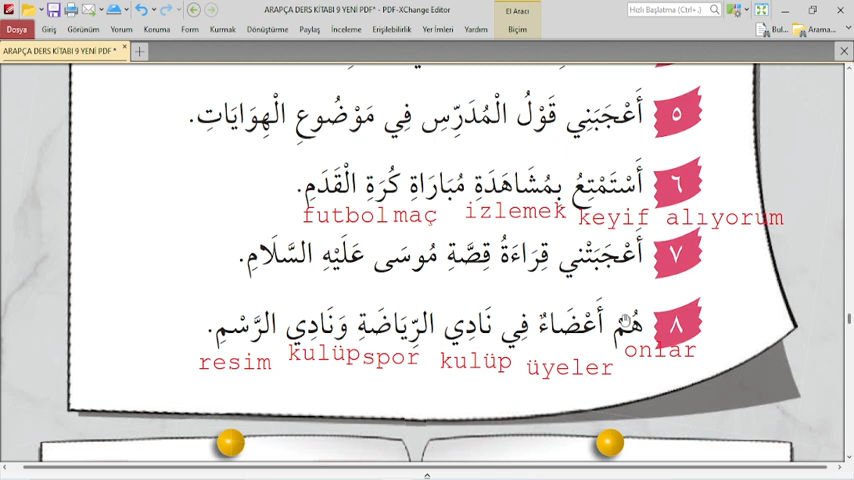 ARAPÇA DERS KİTABI 9 YENİ PDF* - PDF-XChange Editor
El Aracı
Hızlı Başlatma (Ctrl+.)
Dosya Giriş Görünüm Yorum Koruma Form Kurmak Dönüştürme Paylaş İnceleme Erişilebilirlik Yer İmleri Yardım Biçim Bul... Arama...
ARAPÇA DERS KİTABI 9 YENİ PDF *
٥ أَعْجَبَنِي قَوْلُ الْمُدَرِّسِ فِي مَوْضُوعِ الْهِوَايَاتِ.
٦ أَسْتَمْتِعُ بِمُشَاهَدَةِ مُبَارَاةِ كُرَةِ الْقَدَمِ.
futbol maç izlemek keyif alıyorum
٧ أَعْجَبَتْني قِرَاءَةُ قِصَّةِ مُوسَى عَلَيْهِ السَّلَامِ.
٨ هُمْ أَعْضَاءٌ فِي نَادِي الرِّيَاضَةِ وَنَادِي الرَّسْمِ.
resim kulüp spor kulüp üyeler onlar